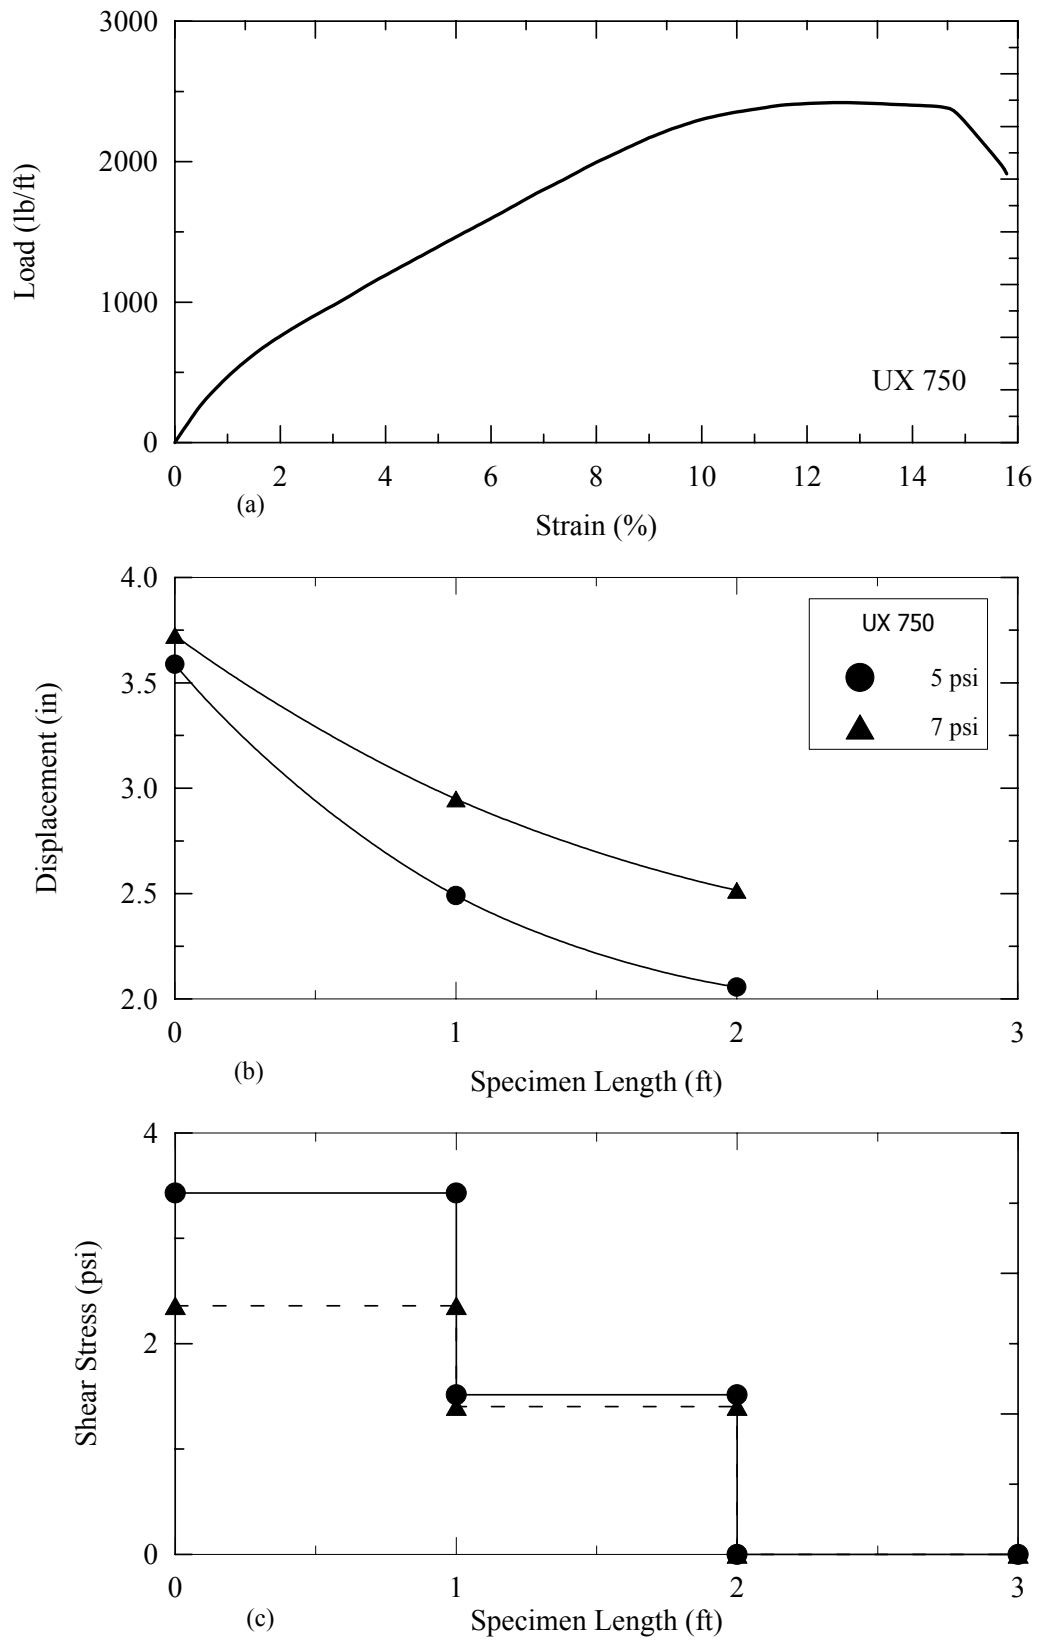 3000
2000
1000
0
Load (lb/ft)
UX 750
0 2 4 6 8 10 12 14 16
(a)
Strain (%)
4.0
3.5
3.0
2.5
2.0
Displacement (in)
UX 750
5 psi
7 psi
0 1 2 3
(b)
Specimen Length (ft)
4
2
0
Shear Stress (psi)
0 1 2 3
(c)
Specimen Length (ft)